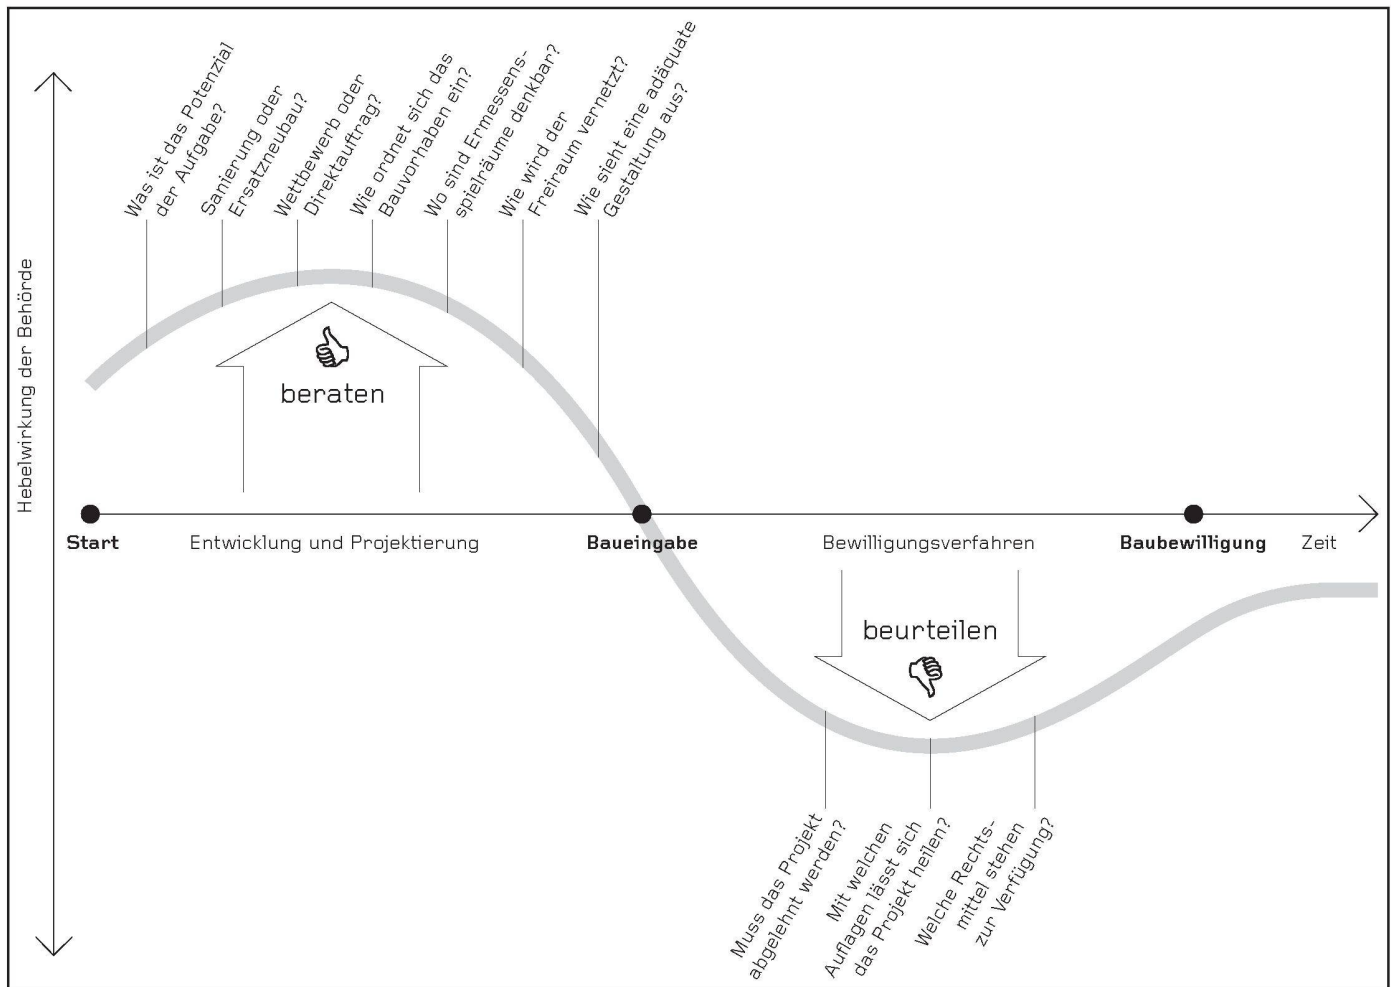 Was ist das Potenzial
der Aufgabe?
Sanierung oder
Ersatzneubau?
Wettbewerb oder
Direktauftrag?
Wie ordnet sich das
Bauvorhaben ein?
Wo sind Ermessens-
spielräume denkbar?
Wie wird der
Freiraum vernetzt?
Wie sieht eine adäquate
Gestaltung aus?
Hebelwirkung der Behörde
beraten
Start
Entwicklung und Projektierung
Baueingabe
Bewilligungsverfahren
Baubewilligung
Zeit
beurteilen
Muss das Projekt
abgelehnt werden?
Mit welchen
Auflagen lässt sich
das Projekt heilen?
Welche Rechts-
mittel stehen
zur Verfügung?